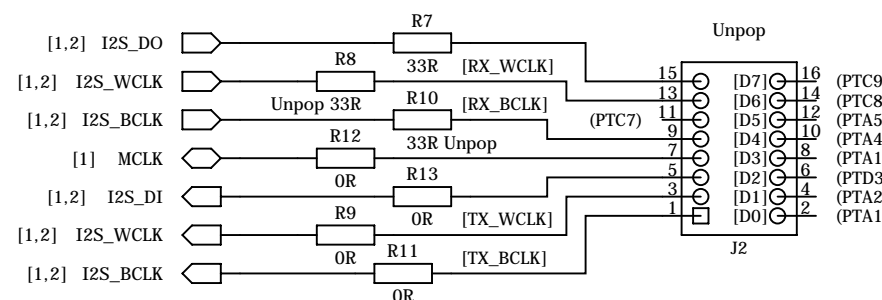 R7
Unpop
[1,2] I2S_DO
R8
33R
[RX_WCLK]
15
[D7]
16
(PTC9
[1,2] I2S_WCLK
13
[D6]
14
(PTC8
Unpop 33R
R10
[RX_BCLK]
(PTC7)
11
[D5]
12
(PTA5
[1,2] I2S_BCLK
9
[D4]
10
(PTA4
R12
33R Unpop
[1] MCLK
7
[D3]
8
(PTA1
0R
R13
5
[D2]
6
(PTD3
[1,2] I2S_DI
3
[D1]
4
(PTA2
R9
0R
[TX_WCLK]
1
[D0]
2
(PTA1
[1,2] I2S_WCLK
0R
R11
[TX_BCLK]
J2
[1,2] I2S_BCLK
0R